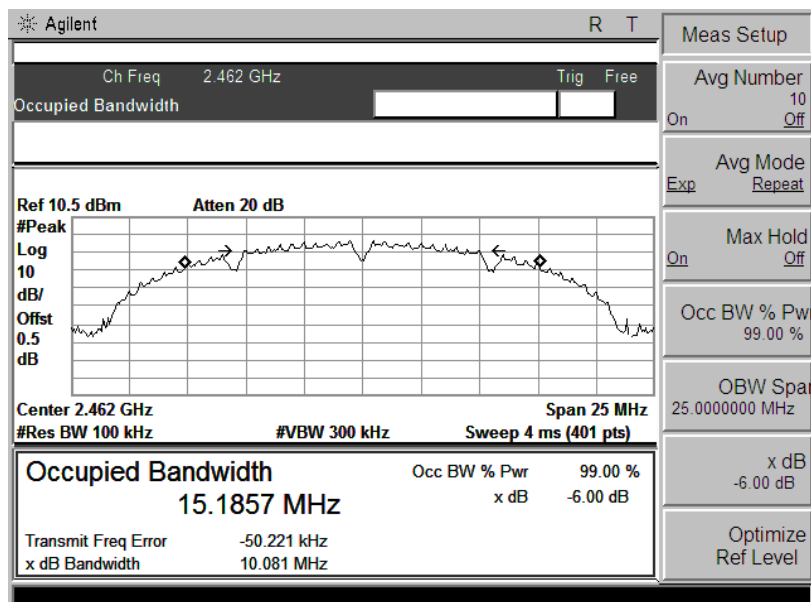 Agilent R T
Ch Freq 2.462 GHz Trig Free
Occupied Bandwidth
Ref 10.5 dBm Atten 20 dB
#Peak
Log
10
dB/
Offst
0.5
dB
Center 2.462 GHz Span 25 MHz
#Res BW 100 kHz #VBW 300 kHz Sweep 4 ms (401 pts)
Occupied Bandwidth Occ BW % Pwr 99.00 %
15.1857 MHz x dB -6.00 dB
Transmit Freq Error -50.221 kHz
x dB Bandwidth 10.081 MHz
Meas Setup
Avg Number
10
On Off
Avg Mode
Exp Repeat
Max Hold
On Off
Occ BW % Pwr
99.00 %
OBW Span
25.0000000 MHz
x dB
-6.00 dB
Optimize
Ref Level